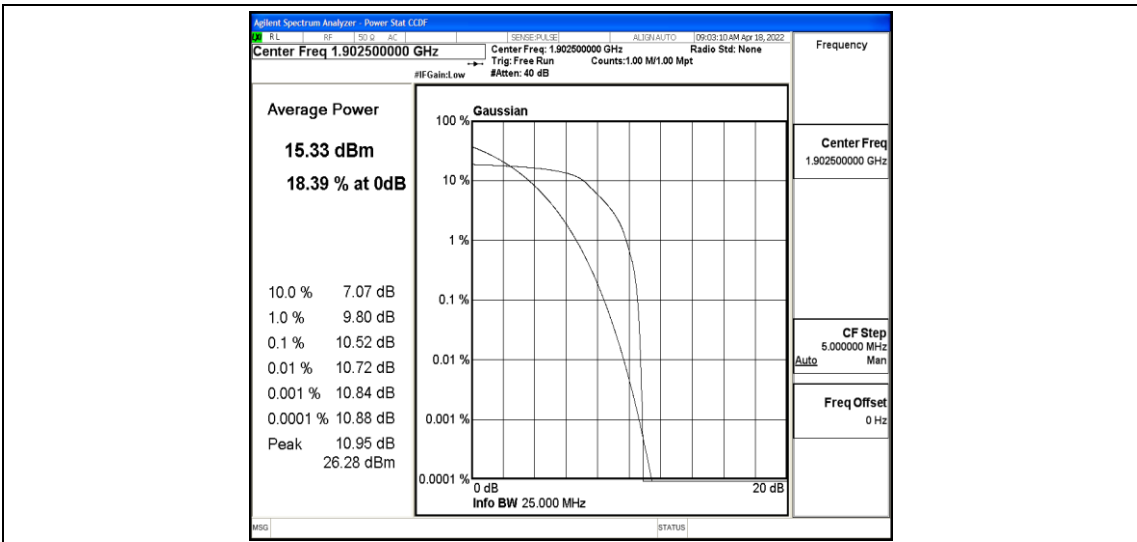 Agilent Spectrum Analyzer - Power Stat CCDF
LXI RL RF 50 Ω AC SENSE:PULSE ALIGN AUTO 09:03:10 AM Apr 18, 2022
Center Freq 1.902500000 GHz Center Freq: 1.902500000 GHz Radio Std: None
Trig: Free Run Counts:1.00 M/1.00 Mpt
#IFGain:Low #Atten: 40 dB
Frequency
Average Power
15.33 dBm
18.39 % at 0dB
10.0 % 7.07 dB
1.0 % 9.80 dB
0.1 % 10.52 dB
0.01 % 10.72 dB
0.001 % 10.84 dB
0.0001 % 10.88 dB
Peak 10.95 dB
26.28 dBm
Gaussian
100 %
10 %
1 %
0.1 %
0.01 %
0.001 %
0.0001 %
0 dB 20 dB
Info BW 25.000 MHz
Center Freq
1.902500000 GHz
CF Step
5.000000 MHz
Auto Man
Freq Offset
0 Hz
MSG STATUS